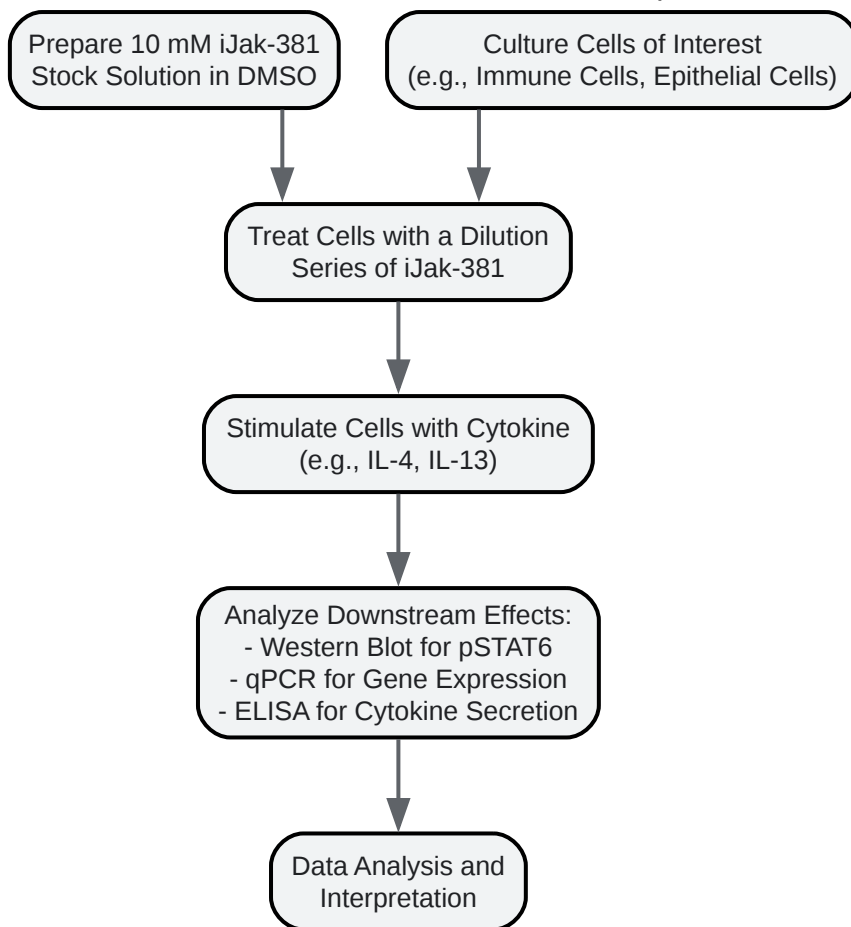 Prepare 10 mM iJak-381
Stock Solution in DMSO
Culture Cells of Interest
(e.g., Immune Cells, Epithelial Cells)
Treat Cells with a Dilution
Series of iJak-381
Stimulate Cells with Cytokine
(e.g., IL-4, IL-13)
Analyze Downstream Effects:
- Western Blot for pSTAT6
- qPCR for Gene Expression
- ELISA for Cytokine Secretion
Data Analysis and
Interpretation